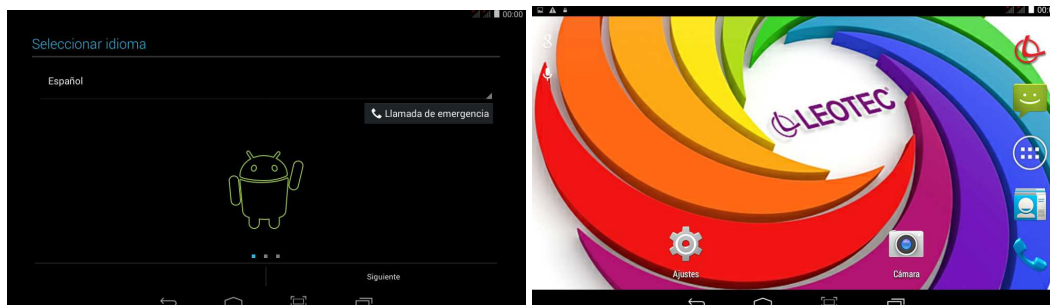 00:00
Seleccionar idioma
Español
Llamada de emergencia
Siguiente
LEOTEC
Ajustes
Cámara